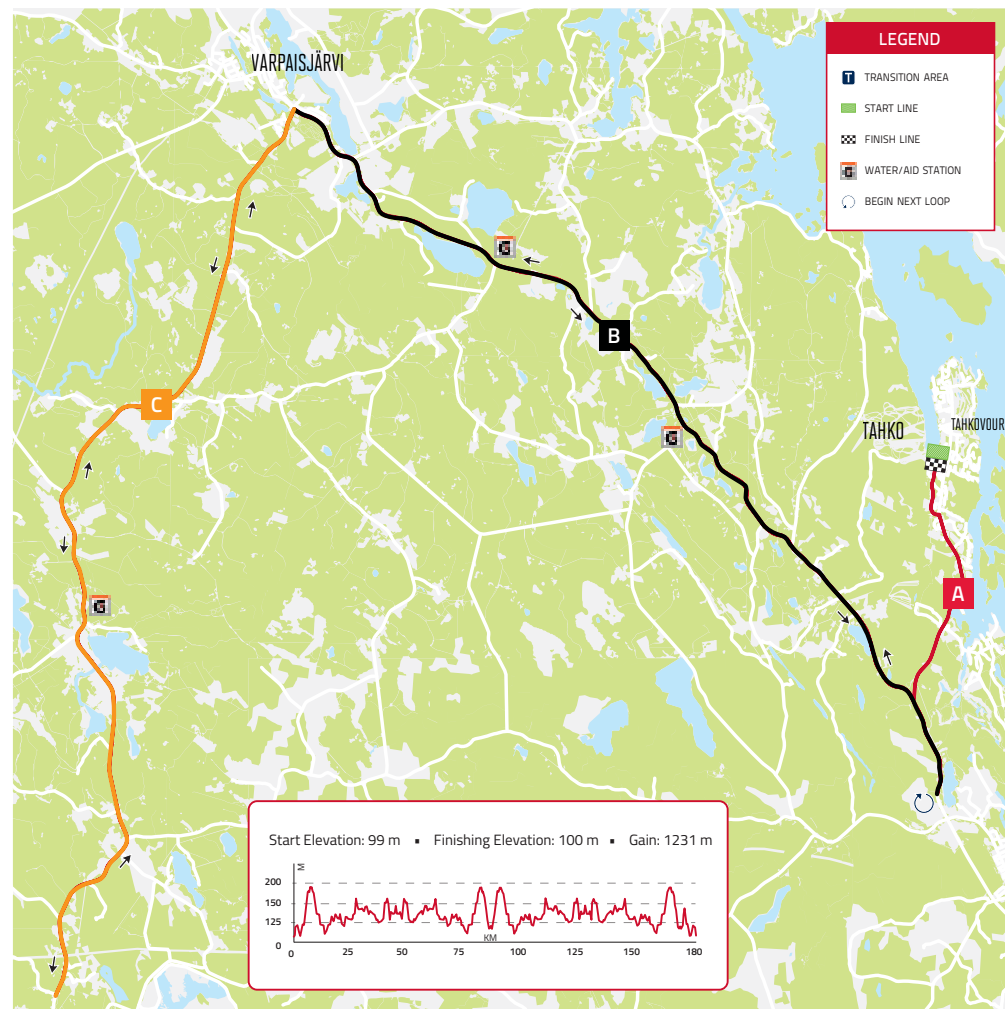 VARPAISJÄRVI
LEGEND
T TRANSITION AREA
START LINE
FINISH LINE
G WATER/AID STATION
BEGIN NEXT LOOP
G
B
C
G
TAHKO
TAHKOVUOR
A
G
Start Elevation: 99 m ▪ Finishing Elevation: 100 m ▪ Gain: 1231 m
M
200
150
125
0
KM
0 25 50 75 100 125 150 180